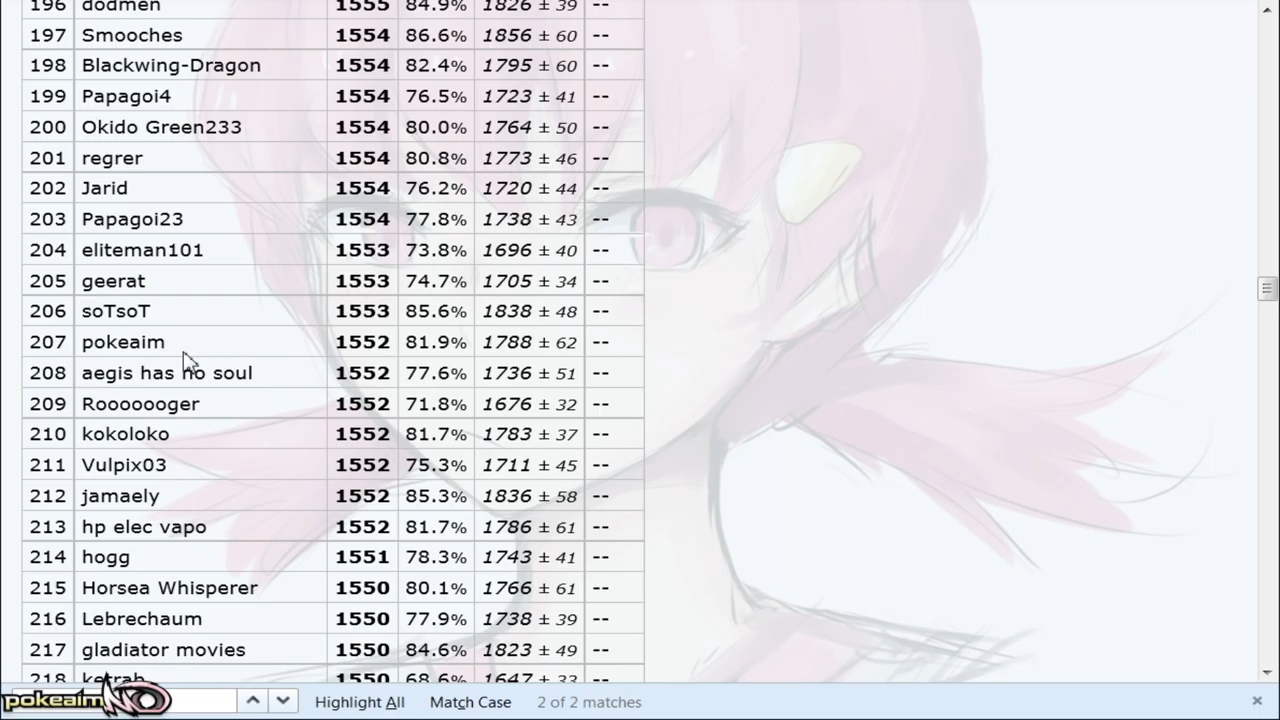 196 dodmen 1555 84.9% 1826 ± 39 --
197 Smooches 1554 86.6% 1856 ± 60 --
198 Blackwing-Dragon 1554 82.4% 1795 ± 60 --
199 Papagoi4 1554 76.5% 1723 ± 41 --
200 Okido Green233 1554 80.0% 1764 ± 50 --
201 regrer 1554 80.8% 1773 ± 46 --
202 Jarid 1554 76.2% 1720 ± 44 --
203 Papagoi23 1554 77.8% 1738 ± 43 --
204 eliteman101 1553 73.8% 1696 ± 40 --
205 geerat 1553 74.7% 1705 ± 34 --
206 soTsoT 1553 85.6% 1838 ± 48 --
207 pokeaim 1552 81.9% 1788 ± 62 --
208 aegis has no soul 1552 77.6% 1736 ± 51 --
209 Rooooooger 1552 71.8% 1676 ± 32 --
210 kokoloko 1552 81.7% 1783 ± 37 --
211 Vulpix03 1552 75.3% 1711 ± 45 --
212 jamaely 1552 85.3% 1836 ± 58 --
213 hp elec vapo 1552 81.7% 1786 ± 61 --
214 hogg 1551 78.3% 1743 ± 41 --
215 Horsea Whisperer 1550 80.1% 1766 ± 61 --
216 Lebrechaum 1550 77.9% 1738 ± 39 --
217 gladiator movies 1550 84.6% 1823 ± 49 --
218 1550 68.6% 1647 ± 33 --
pokeaimNO Highlight All Match Case 2 of 2 matches